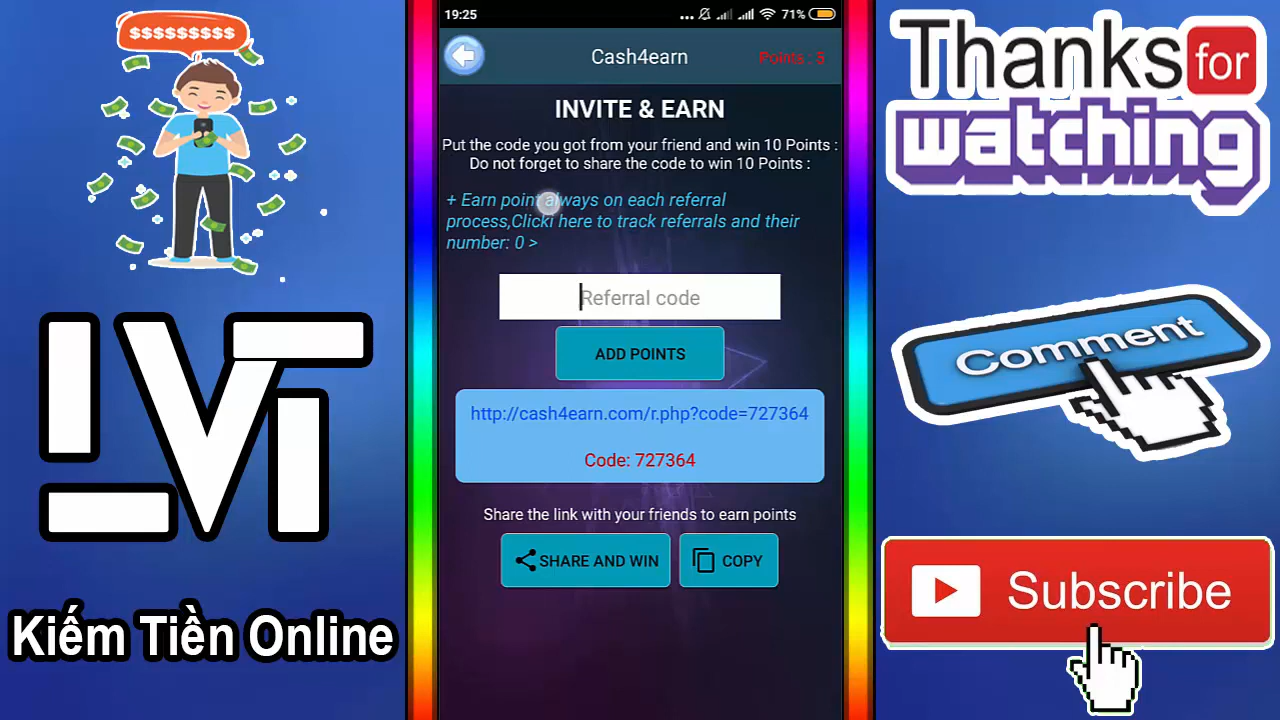 $$$$$$$$$
LVT
Kiếm Tiền Online
19:25
71%
Cash4earn
Points : 5
INVITE & EARN
Put the code you got from your friend and win 10 Points :
Do not forget to share the code to win 10 Points :
+ Earn point always on each referral
process,Clicki here to track referrals and their
number: 0 >
Referral code
ADD POINTS
http://cash4earn.com/r.php?code=727364
Code: 727364
Share the link with your friends to earn points
SHARE AND WIN
COPY
Thanks for
watching
Comment
Subscribe